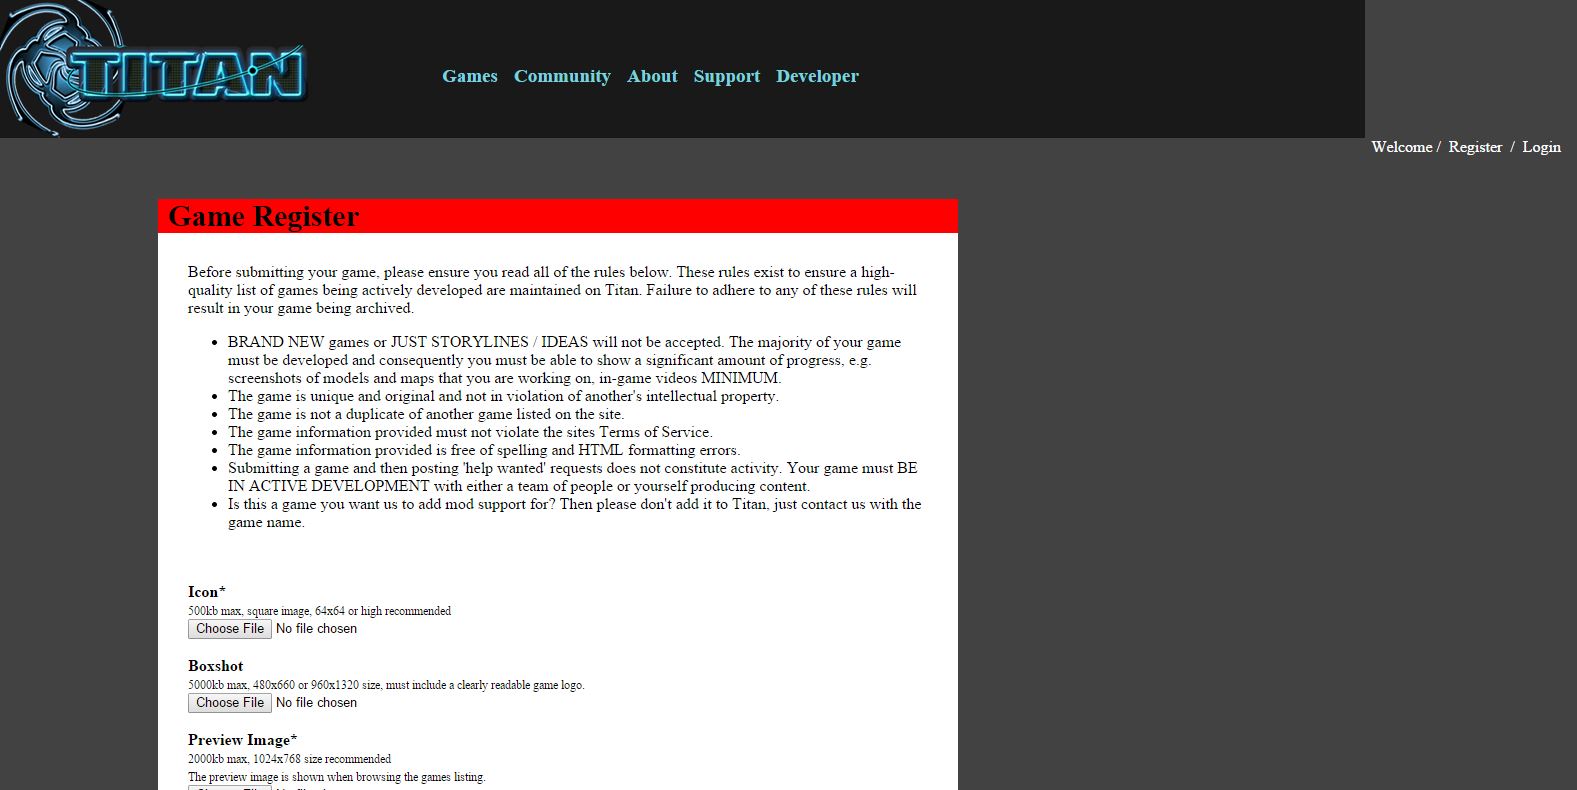 TITAN
Games Community About Support Developer
Welcome / Register / Login
Game Register
Before submitting your game, please ensure you read all of the rules below. These rules exist to ensure a high-
quality list of games being actively developed are maintained on Titan. Failure to adhere to any of these rules will
result in your game being archived.
• BRAND NEW games or JUST STORYLINES / IDEAS will not be accepted. The majority of your game
must be developed and consequently you must be able to show a significant amount of progress, e.g.
screenshots of models and maps that you are working on, in-game videos MINIMUM.
• The game is unique and original and not in violation of another's intellectual property.
• The game is not a duplicate of another game listed on the site.
• The game information provided must not violate the sites Terms of Service.
• The game information provided is free of spelling and HTML formatting errors.
• Submitting a game and then posting 'help wanted' requests does not constitute activity. Your game must BE
IN ACTIVE DEVELOPMENT with either a team of people or yourself producing content.
• Is this a game you want us to add mod support for? Then please don't add it to Titan, just contact us with the
game name.
Icon*
500kb max, square image, 64x64 or high recommended
Choose File No file chosen
Boxshot
5000kb max, 480x660 or 960x1320 size, must include a clearly readable game logo.
Choose File No file chosen
Preview Image*
2000kb max, 1024x768 size recommended
The preview image is shown when browsing the games listing.